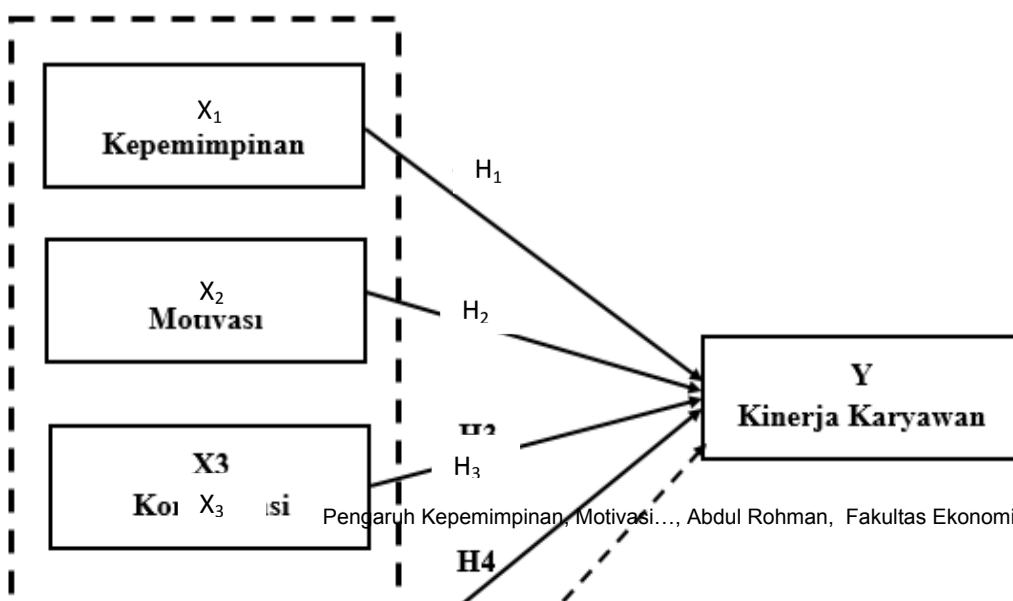 X₁
Kepemimpinan
H₁
X₂
Motivasi
H₂
Y
Kinerja Karyawan
H3
X3
H₃
X₃
Pengaruh Kepemimpinan, Motivasi..., Abdul Rohman, Fakultas Ekonomi
H4